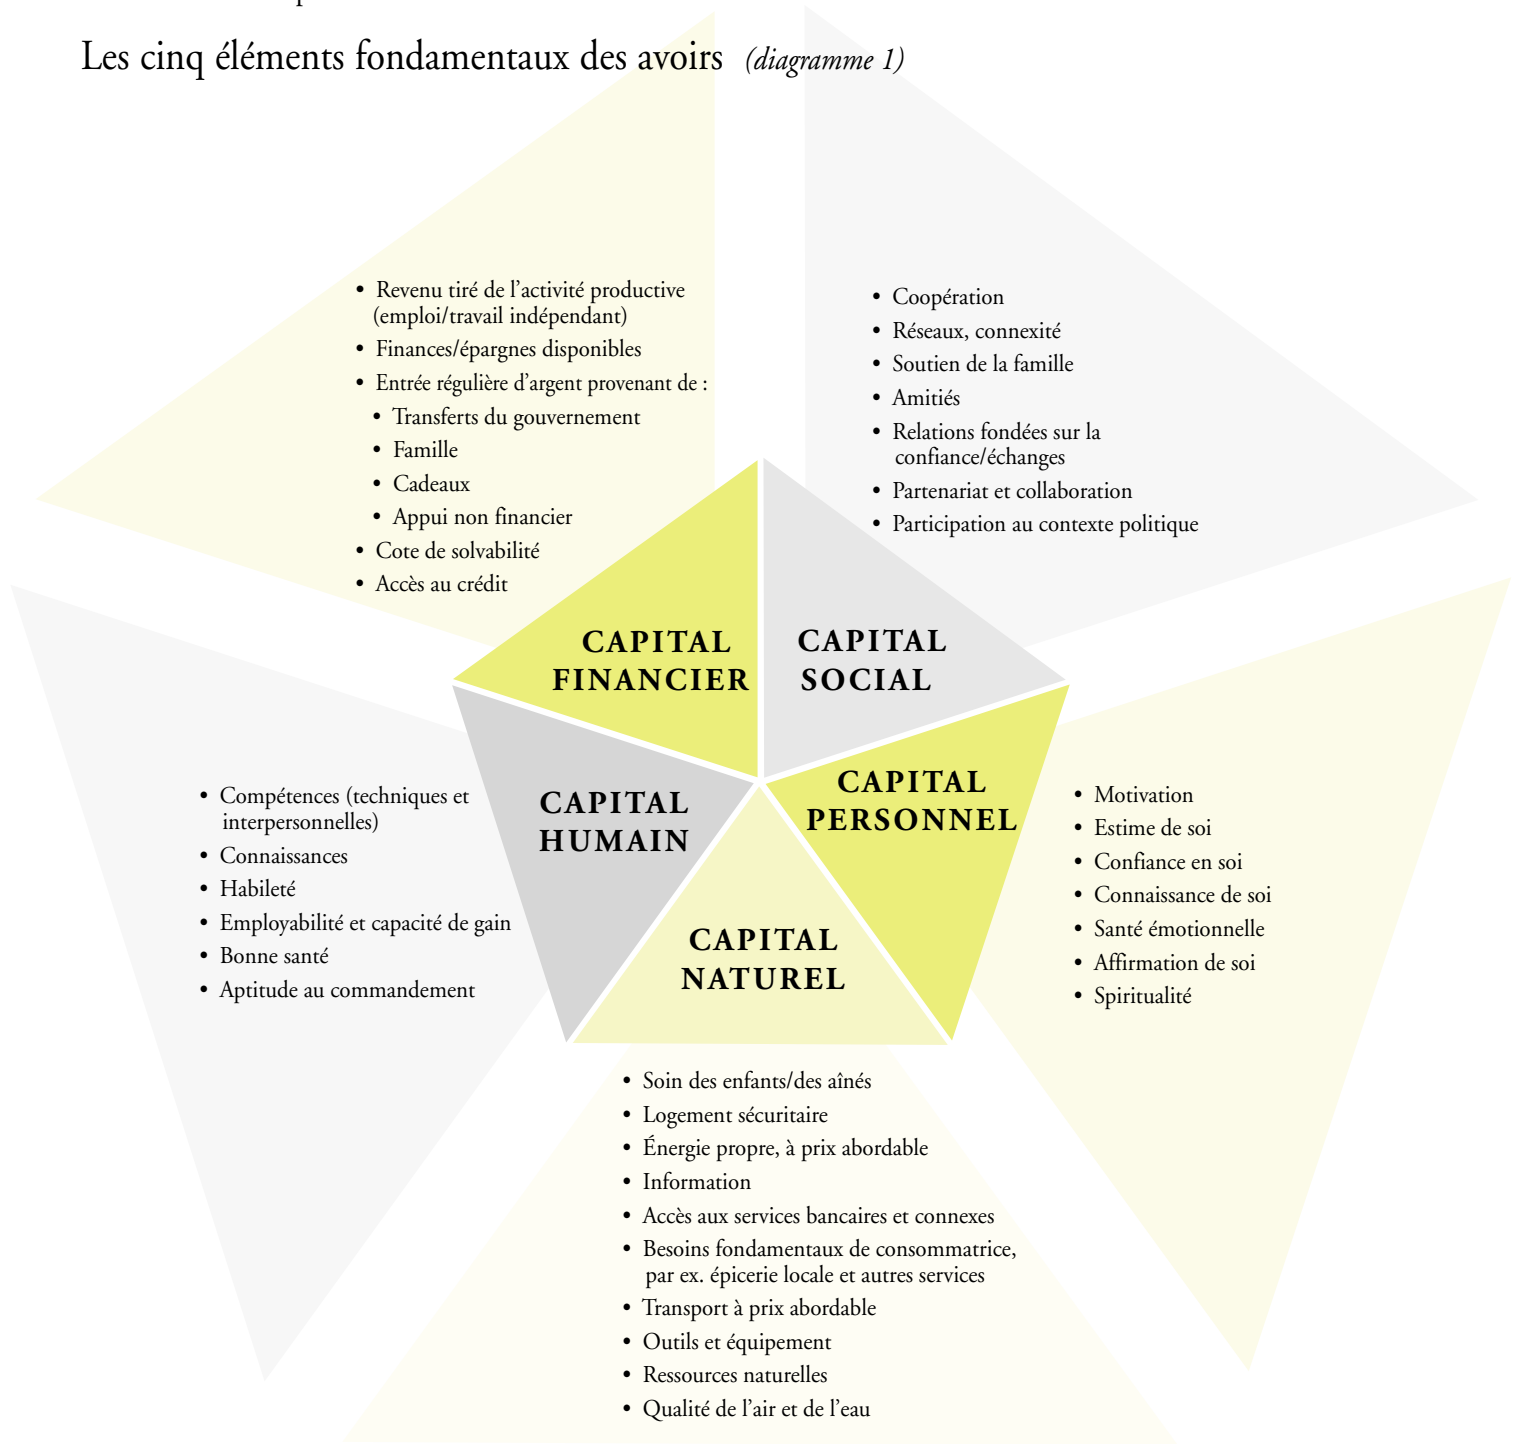 Les cinq éléments fondamentaux des avoirs (diagramme 1)
• Revenu tiré de l'activité productive
(emploi/travail indépendant)
• Finances/épargnes disponibles
• Entrée régulière d'argent provenant de :
• Transferts du gouvernement
• Famille
• Cadeaux
• Appui non financier
• Cote de solvabilité
• Accès au crédit
• Coopération
• Réseaux, connexité
• Soutien de la famille
• Amitiés
• Relations fondées sur la
confiance/échanges
• Partenariat et collaboration
• Participation au contexte politique
CAPITAL
FINANCIER
CAPITAL
SOCIAL
CAPITAL
HUMAIN
CAPITAL
PERSONNEL
CAPITAL
NATUREL
• Compétences (techniques et
interpersonnelles)
• Connaissances
• Habileté
• Employabilité et capacité de gain
• Bonne santé
• Aptitude au commandement
• Motivation
• Estime de soi
• Confiance en soi
• Connaissance de soi
• Santé émotionnelle
• Affirmation de soi
• Spiritualité
• Soin des enfants/des aînés
• Logement sécuritaire
• Énergie propre, à prix abordable
• Information
• Accès aux services bancaires et connexes
• Besoins fondamentaux de consommatrice,
par ex. épicerie locale et autres services
• Transport à prix abordable
• Outils et équipement
• Ressources naturelles
• Qualité de l'air et de l'eau